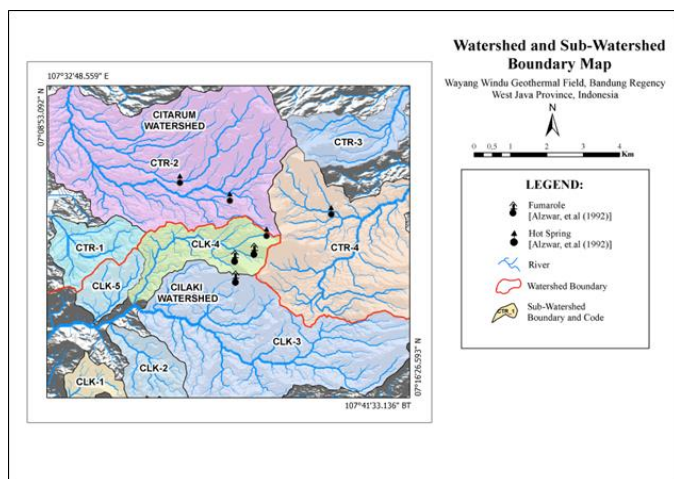 Watershed and Sub-Watershed
Boundary Map
Wayang Windu Geothermal Field, Bandung Regency
West Java Province, Indonesia
N
0 0,5 1 2 3 4
Km
LEGEND:
Fumarole
[Alzwar, et.al (1992)]
Hot Spring
[Alzwar, et.al (1992)]
River
Watershed Boundary
CTR_1
Sub-Watershed
Boundary and Code
107°32'48.559" E
07°08'53.092" N
CITARUM
WATERSHED
CTR-2
CTR-3
CTR-1
CLK-4
CTR-4
CLK-5
CILAKI
WATERSHED
CLK-3
CLK-2
CLK-1
07°16'26.593" N
107°41'33.136" BT